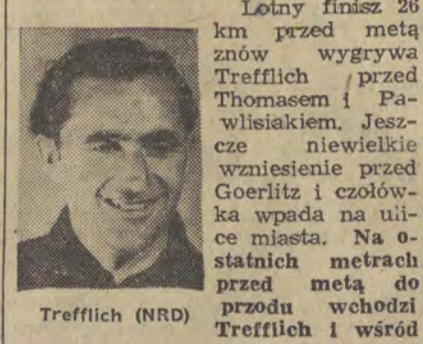 Lotny finisz 26
km przed metą
znów wygrywa
Trefflich przed
Thomasem i Pa-
wlisiakiem. Jesz-
cze niewielkie
wzniesienie przed
Goerlitz i czołów-
ka wpada na uli-
ce miasta. Na o-
statnich metrach
przed metą do
przodu wchodzi
Trefflich i wśród
Trefflich (NRD)